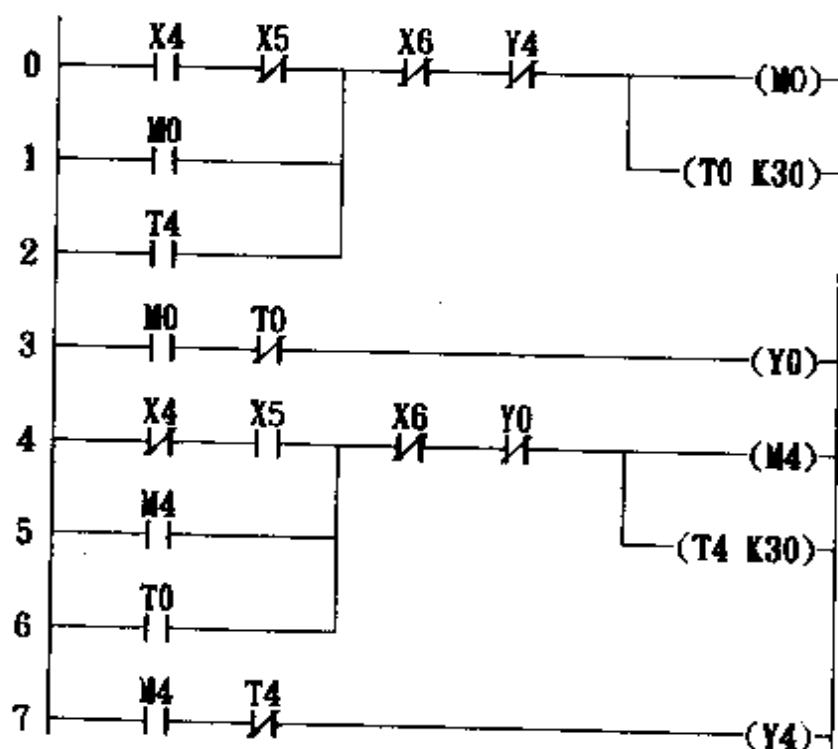 X4 X5 X6 Y4
0 (M0)
M0
1 (T0 K30)
T4
2
M0 T0
3 (Y0)
X4 X5 X6 Y0
4 (M4)
M4
5 (T4 K30)
T0
6
M4 T4
7 (Y4)